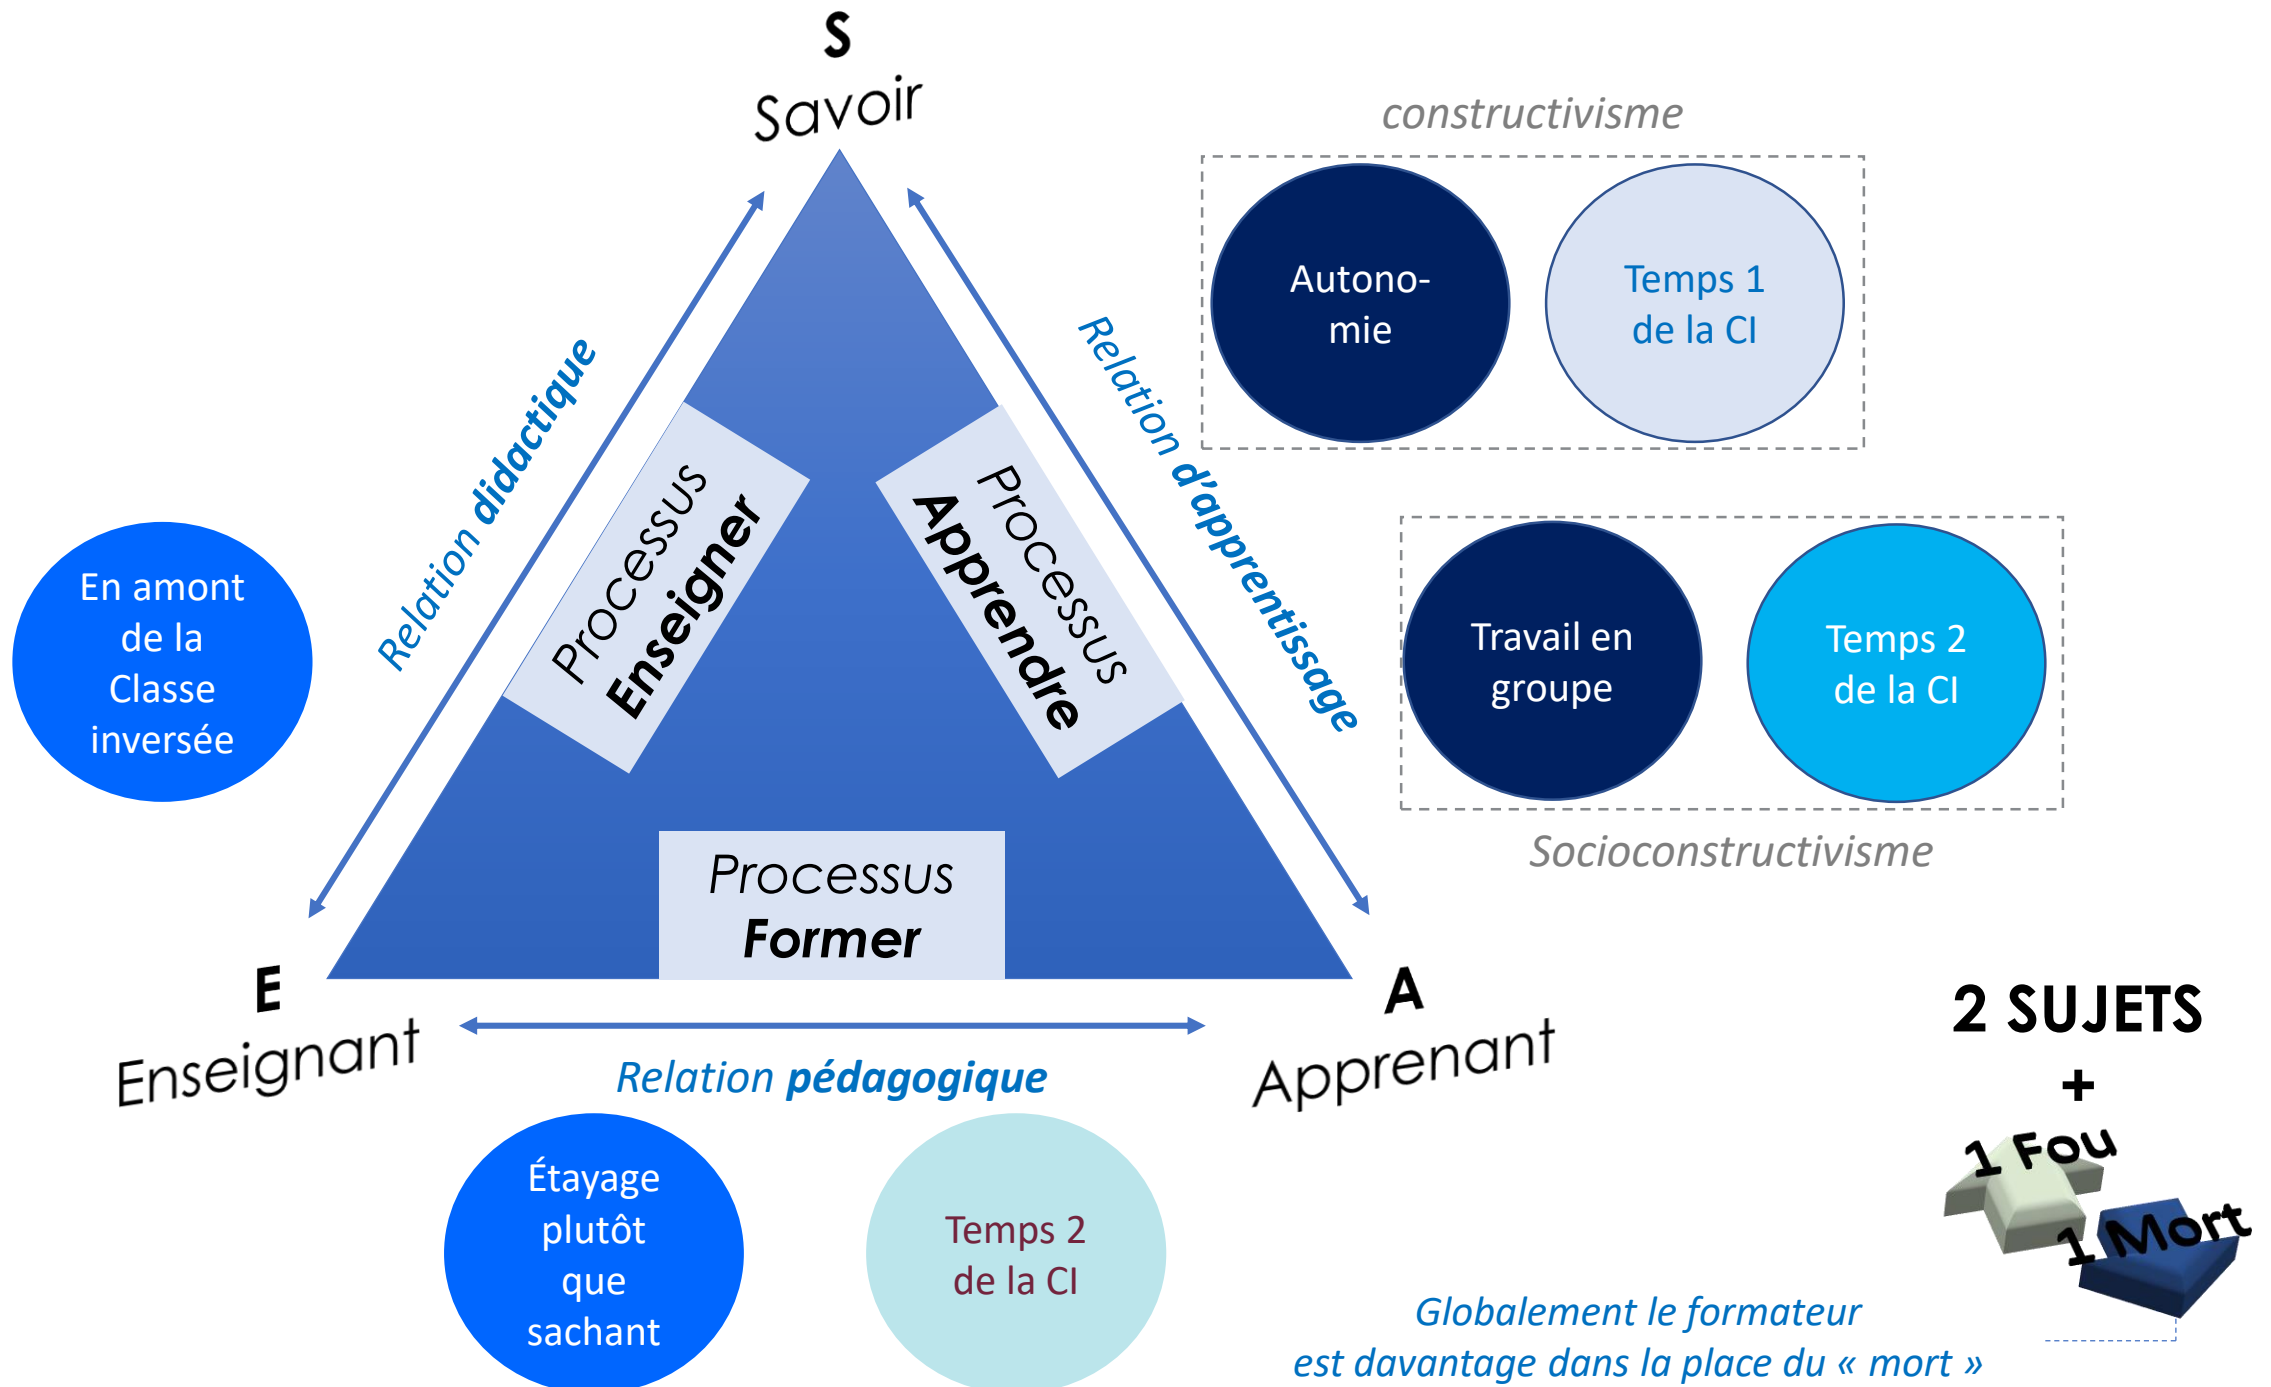 S
Savoir
constructivisme
Autono-
mie
Temps 1
de la CI
Relation didactique
Relation d'apprentissage
Processus
Enseigner
Processus
Apprendre
En amont
de la
Classe
inversée
Travail en
groupe
Temps 2
de la CI
Socioconstructivisme
Processus
Former
E
Enseignant
A
Apprenant
Relation pédagogique
Étayage
plutôt
que
sachant
Temps 2
de la CI
2 SUJETS
+
1 Fou
1 Mort
Globalement le formateur
est davantage dans la place du « mort »